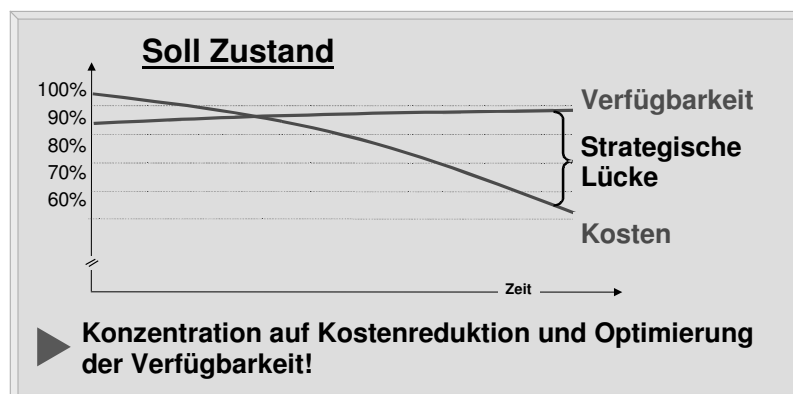 Soll Zustand
100%
90%
80%
70%
60%
Verfügbarkeit
Strategische
Lücke
Kosten
Zeit
Konzentration auf Kostenreduktion und Optimierung
der Verfügbarkeit!